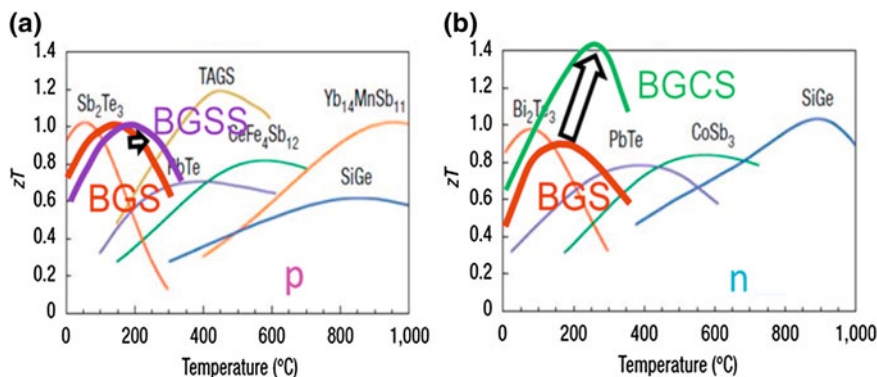 (a)
1.4
1.2
1.0
0.8
0.6
0.4
0.2
0
zT
Sb₂Te₃
TAGS
Yb₁₄MnSb₁₁
BGSS
CeFe₄Sb₁₂
PbTe
BGS
SiGe
p
0 200 400 600 800 1,000
Temperature (°C)
(b)
1.4
1.2
1.0
0.8
0.6
0.4
0.2
0
zT
BGCS
SiGe
Bi₂Te₃
PbTe
CoSb₃
BGS
n
0 200 400 600 800 1,000
Temperature (°C)